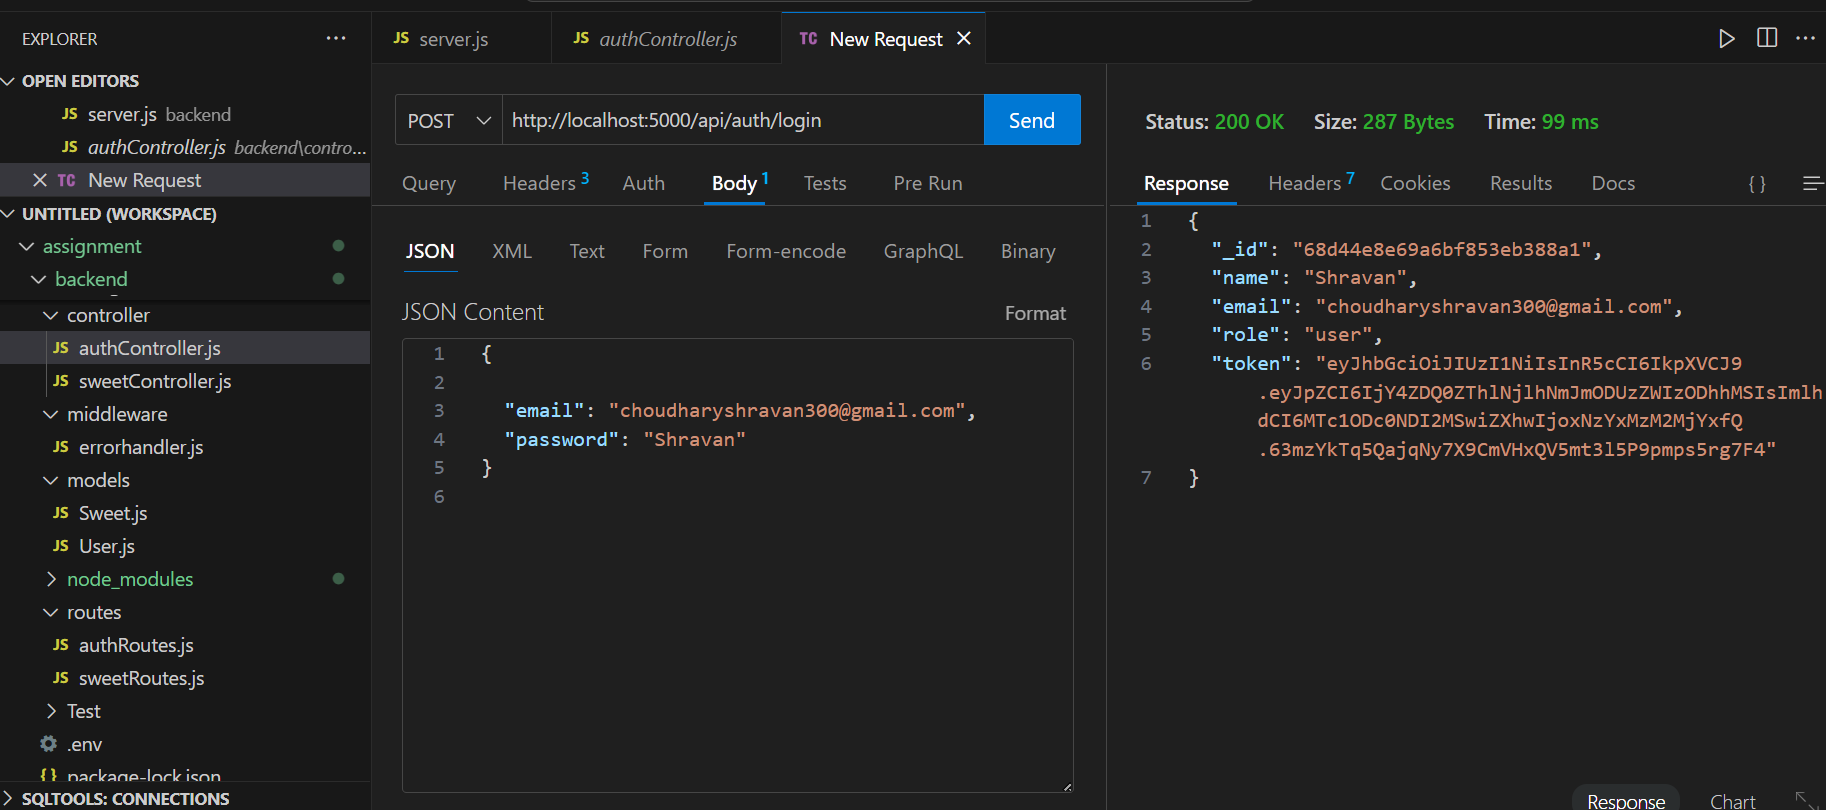 EXPLORER
OPEN EDITORS
JS server.js backend
JS authController.js backend\contro...
TC New Request
UNTITLED (WORKSPACE)
assignment
backend
controller
JS authController.js
JS sweetController.js
middleware
JS errorhandler.js
models
JS Sweet.js
JS User.js
node_modules
routes
JS authRoutes.js
JS sweetRoutes.js
Test
.env
{} package-lock.json
SQLTOOLS: CONNECTIONS
JS server.js
JS authController.js
TC New Request
POST
http://localhost:5000/api/auth/login
Send
Query Headers 3 Auth Body 1 Tests Pre Run
JSON XML Text Form Form-encode GraphQL Binary
JSON Content
Format
1 {
2
3 "email": "choudharyshravan300@gmail.com",
4 "password": "Shravan"
5 }
6
Status: 200 OK Size: 287 Bytes Time: 99 ms
Response Headers 7 Cookies Results Docs { }
1 {
2 "_id": "68d44e8e69a6bf853eb388a1",
3 "name": "Shravan",
4 "email": "choudharyshravan300@gmail.com",
5 "role": "user",
6 "token": "eyJhbGciOiJIUzI1NiIsInR5cCI6IkpXVCJ9
.eyJpZCI6IjY4ZDQ0ZThlNjlhNmJmODUzZWIzODhhMSIsImlh
dCI6MTc1ODc0NDI2MSwiZXhwIjoxNzYxMzM2MjYxfQ
.63mzYkTq5QajqNy7X9CmVHxQV5mt3l5P9pmps5rg7F4"
7 }
Response Chart